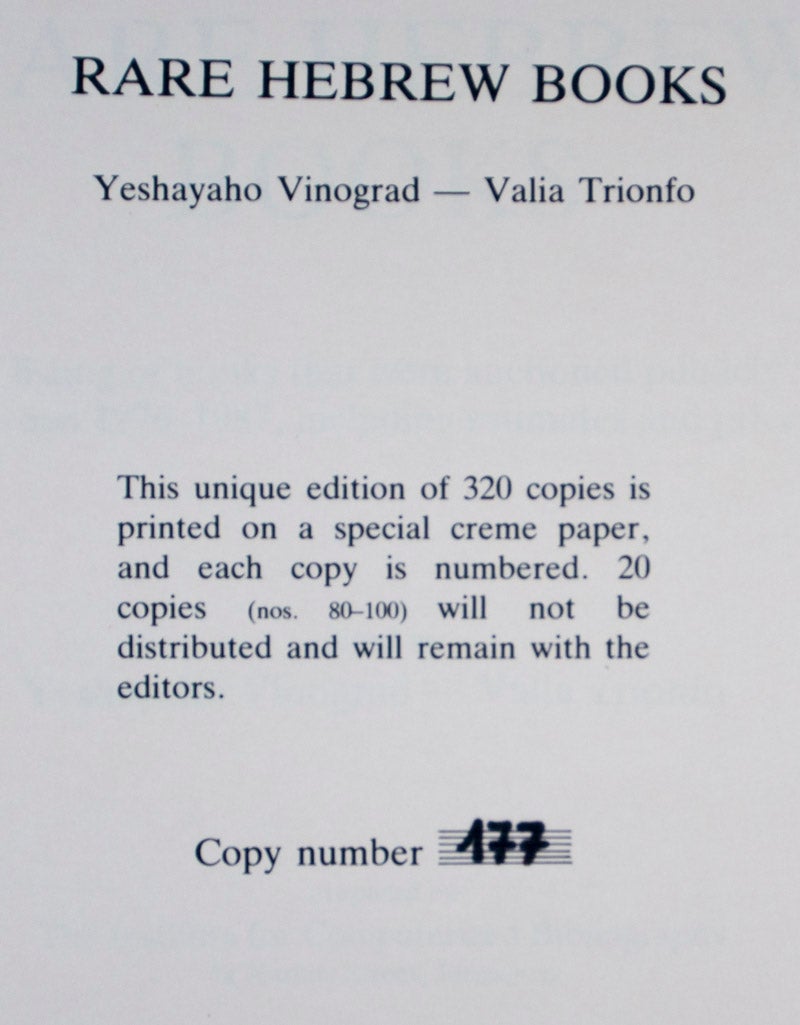 RARE HEBREW BOOKS
Yeshayaho Vinograd — Valia Trionfo
This unique edition of 320 copies is
printed on a special creme paper,
and each copy is numbered. 20
copies (nos. 80–100) will not be
distributed and will remain with the
editors.
Copy number 177